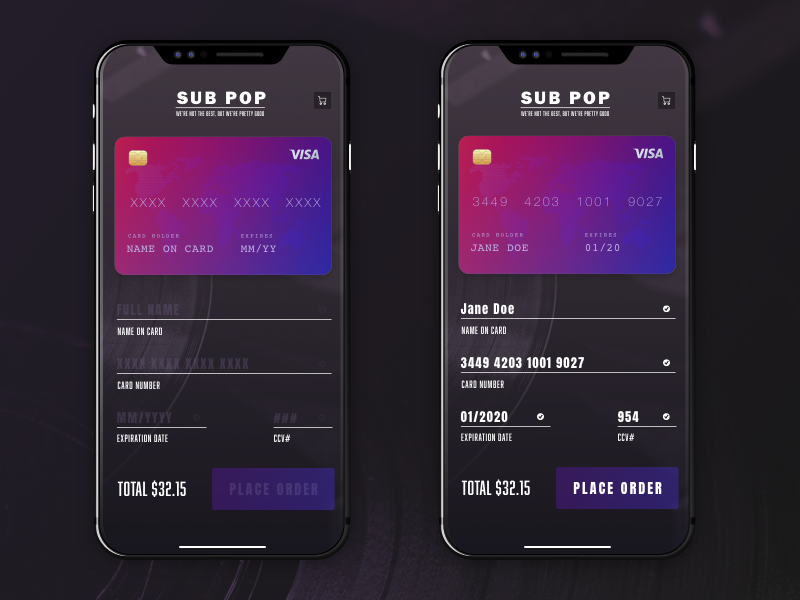 SUB POP
WE'RE NOT THE BEST, BUT WE'RE PRETTY GOOD
VISA
XXXX XXXX XXXX XXXX
CARD HOLDER EXPIRES
NAME ON CARD MM/YY
FULL NAME
NAME ON CARD
XXXX XXXX XXXX XXXX
CARD NUMBER
MM/YYYY ###
EXPIRATION DATE CCV#
TOTAL $32.15 PLACE ORDER
SUB POP
WE'RE NOT THE BEST, BUT WE'RE PRETTY GOOD
VISA
3449 4203 1001 9027
CARD HOLDER EXPIRES
JANE DOE 01/20
Jane Doe
NAME ON CARD
3449 4203 1001 9027
CARD NUMBER
01/2020 954
EXPIRATION DATE CCV#
TOTAL $32.15 PLACE ORDER